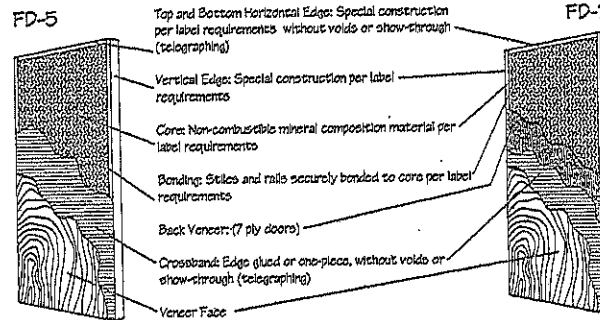 FD-5
FD-
Top and Bottom Horizontal Edge: Special construction
per label requirements without voids or show-through
(telegraphing)
Vertical Edge: Special construction per label
requirements
Core: Non-combustible mineral composition material per
label requirements
Bonding: Stiles and rails securely bonded to core per label
requirements
Back Veneer: (7 ply doors)
Crossband: Edge glued or one-piece, without voids or
show-through (telegraphing)
Veneer Face